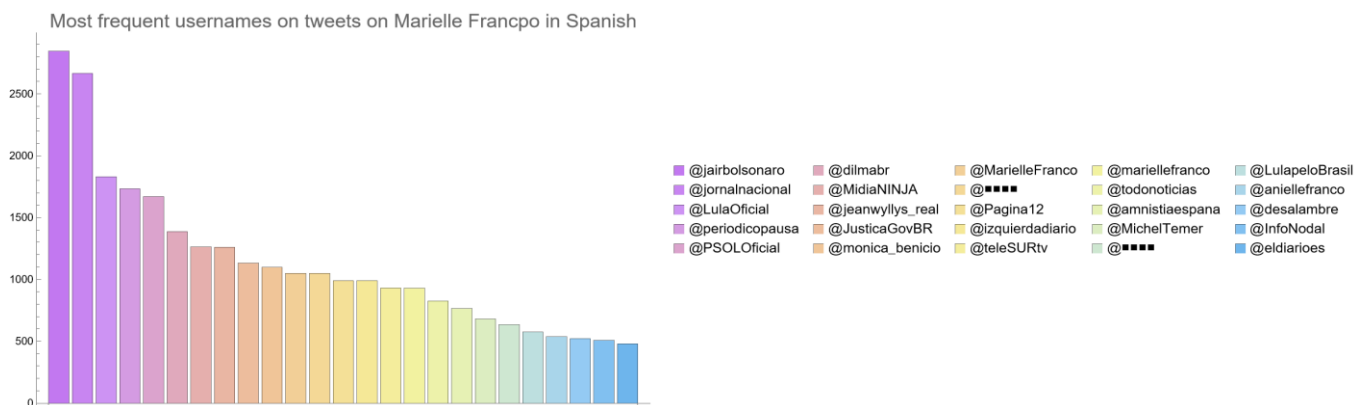 Most frequent usernames on tweets on Marielle Francpo in Spanish
2500
2000
1500
1000
500
0
@jairbolsonaro
@jornalnacional
@LulaOficial
@periodicopausa
@PSOLOficial
@dilmabr
@MidiaNINJA
@jeanwyllys_real
@JusticaGovBR
@monica_benicio
@MarielleFranco
@■■■■
@Pagina12
@izquierdadiario
@teleSURtv
@mariellefranco
@todonoticias
@amnistiaespana
@MichelTemer
@■■■■
@LulapeloBrasil
@aniellefranco
@desalambre
@InfoNodal
@eldiarioes